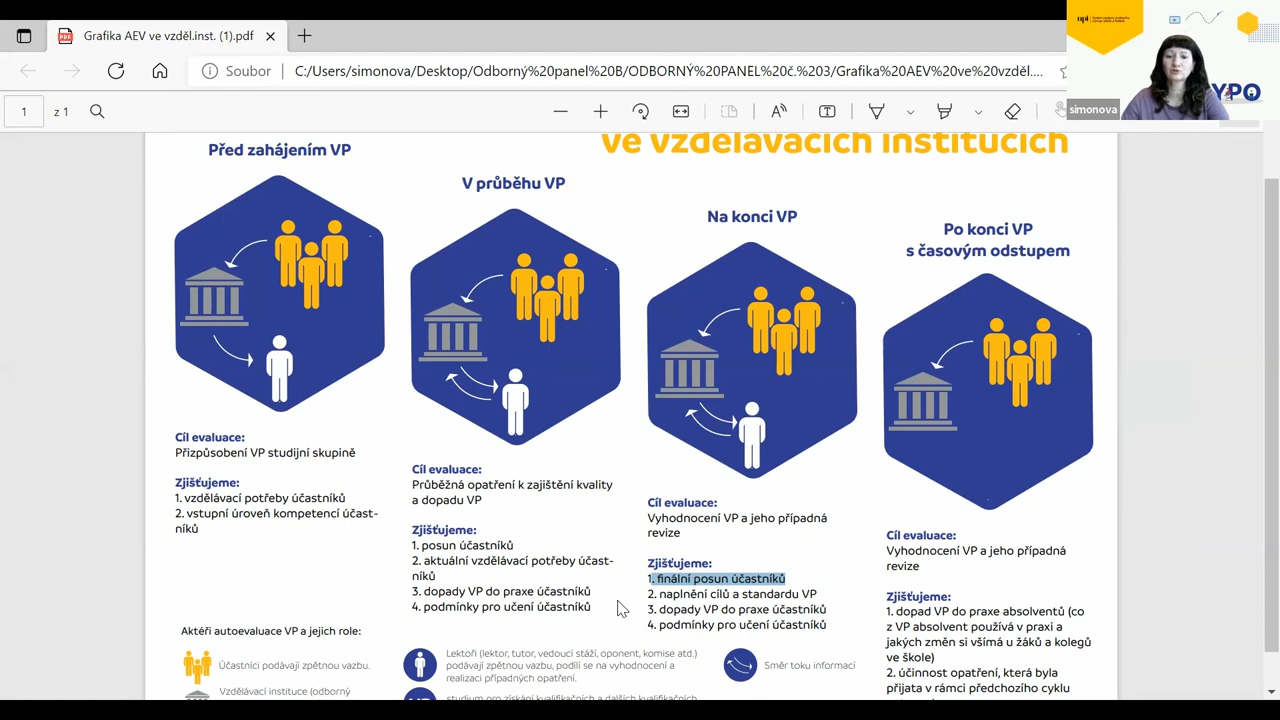 Grafika AEV ve vzděl.inst. (1).pdf
Soubor
C:/Users/simonova/Desktop/Odborný%20panel%20B/ODBORNÝ%20PANEL%20č.%203/Grafika%20AEV%20ve%20vzděl....
1
z 1
npi
simonova
YPO
ve vzdělávacích institucích
Před zahájením VP
V průběhu VP
Na konci VP
Po konci VP
s časovým odstupem
Cíl evaluace:
Přizpůsobení VP studijní skupině
Zjišťujeme:
1. vzdělávací potřeby účastníků
2. vstupní úroveň kompetencí účast-
níků
Cíl evaluace:
Průběžná opatření k zajištění kvality
a dopadu VP
Zjišťujeme:
1. posun účastníků
2. aktuální vzdělávací potřeby účast-
níků
3. dopady VP do praxe účastníků
4. podmínky pro učení účastníků
Cíl evaluace:
Vyhodnocení VP a jeho případná
revize
Zjišťujeme:
1. finální posun účastníků
2. naplnění cílů a standardu VP
3. dopady VP do praxe účastníků
4. podmínky pro učení účastníků
Cíl evaluace:
Vyhodnocení VP a jeho případná
revize
Zjišťujeme:
1. dopad VP do praxe absolventů (co
z VP absolvent používá v praxi a
jakých změn si všímá u žáků a kolegů
ve škole)
2. účinnost opatření, která byla
přijata v rámci předchozího cyklu
Aktéři autoevaluace VP a jejich role:
Účastníci podávají zpětnou vazbu.
Vzdělávací instituce (odborný
Lektoři (lektor, tutor, vedoucí stáží, oponent, komise atd.)
podávají zpětnou vazbu, podílí se na vyhodnocení a
realizaci případných opatření.
studium pro získání kvalifikačních a dalších kvalifikačních
Směr toku informací